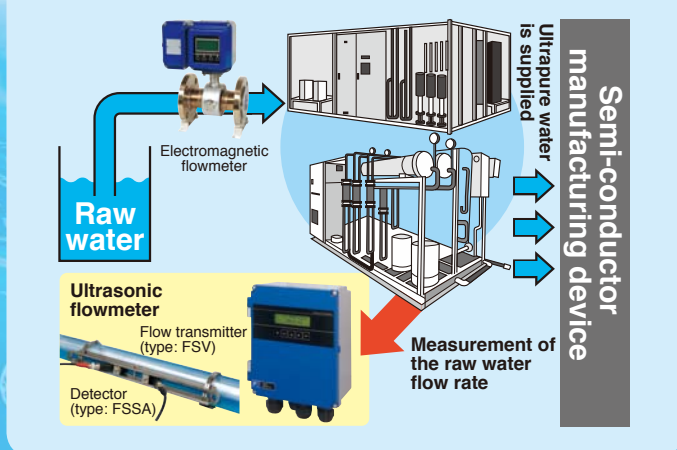 Electromagnetic
flowmeter
Raw
water
Ultrapure water
is supplied
Semi-conductor
manufacturing device
Ultrasonic
flowmeter
Flow transmitter
(type: FSV)
Detector
(type: FSSA)
Measurement of
the raw water
flow rate